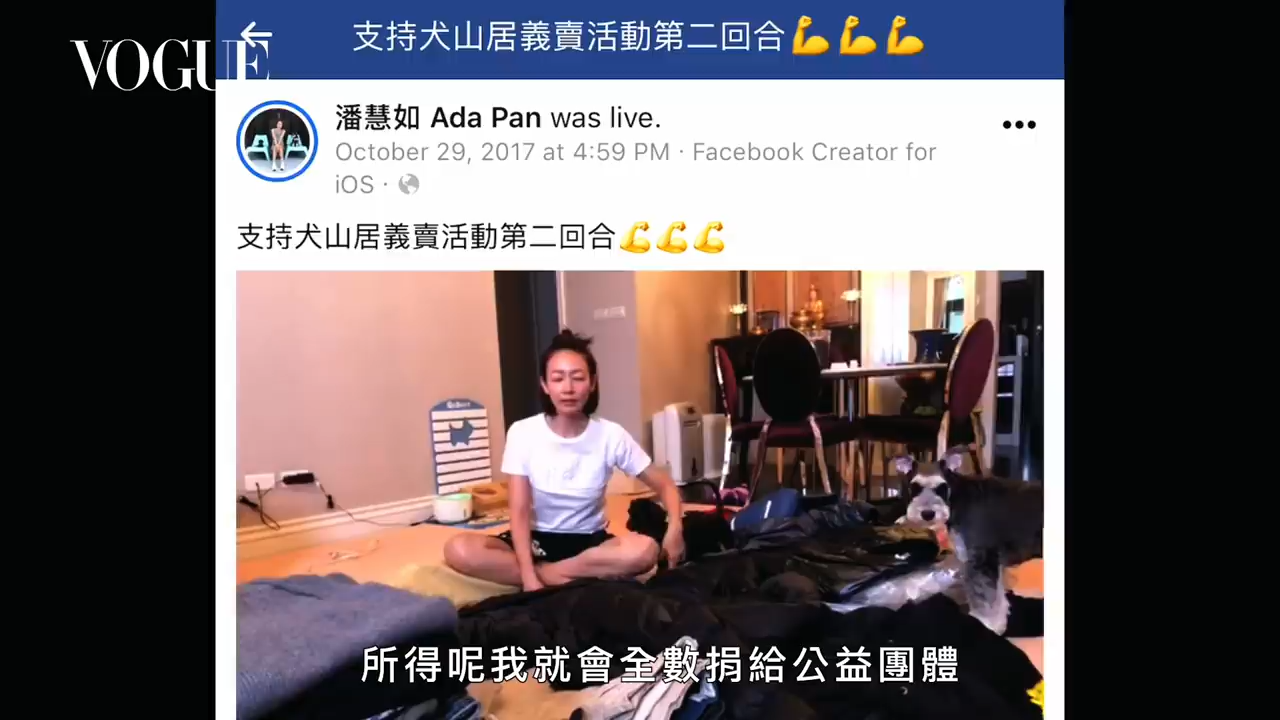 支持犬山居義賣活動第二回合💪💪💪
VOGUE
潘慧如 Ada Pan was live.
October 29, 2017 at 4:59 PM · Facebook Creator for
iOS ·
支持犬山居義賣活動第二回合💪💪💪
所得呢我就會全數捐給公益團體